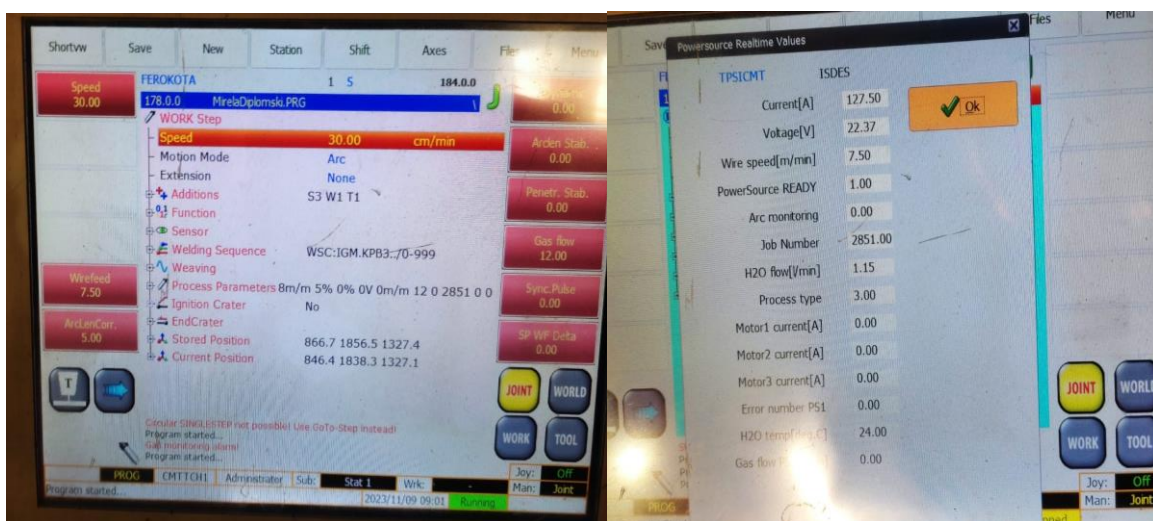 Shortvw Save New Station Shift Axes Files Menu
Speed
30.00
FEROKOTA 1 S 184.0.0
178.0.0 MirelaDiplomski.PRG \
WORK Step
Speed 30.00 cm/min
Motion Mode Arc
Extension None
Additions S3 W1 T1
Function
Sensor
Welding Sequence WSC:IGM.KPB3::/0-999
Weaving
Process Parameters 8m/m 5% 0% 0V 0m/m 12 0 2851 0 0
Ignition Crater No
EndCrater
Stored Position 866.7 1856.5 1327.4
Current Position 846.4 1838.3 1327.1
Wirefeed
7.50
ArcLenCorr.
5.00
0.00
Arclen Stab.
0.00
Penetr. Stab.
0.00
Gas flow
12.00
Sync.Pulse
0.00
SP WF Delta
0.00
T
JOINT WORLD
WORK TOOL
Circular SINGLESTEP not possible! Use GoTo-Step instead!
Program started...
Gas monitoring alarm!
Program started...
PROG CMTTCH1 Administrator Sub: Stat 1 Wrk: -
Joy: Off
Man: Joint
Program started...
2023/11/09 09:01 Running
Save Files Menu
Powersource Realtime Values
TPSICMT ISDES
Current[A] 127.50
Ok
Voltage[V] 22.37
Wire speed[m/min] 7.50
PowerSource READY 1.00
Arc monitoring 0.00
Job Number 2851.00
H2O flow[l/min] 1.15
Process type 3.00
Motor1 current[A] 0.00
Motor2 current[A] 0.00
Motor3 current[A] 0.00
Error number PS1 0.00
H2O temp[deg.C] 24.00
Gas flow 0.00
JOINT WORLD
WORK TOOL
PROG
Joy: Off
Man: Joint